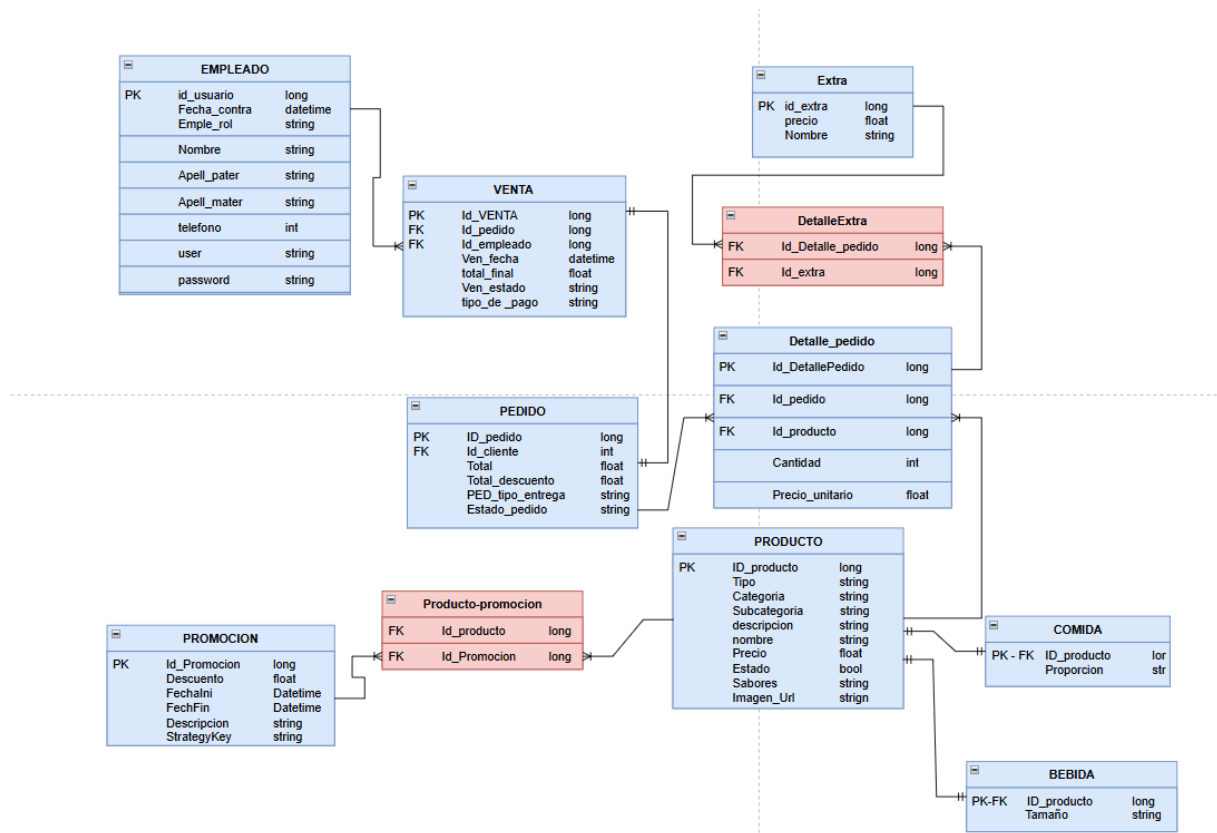 EMPLEADO
PK id_usuario long
Fecha_contra datetime
Emple_rol string
Nombre string
Apell_pater string
Apell_mater string
telefono int
user string
password string
VENTA
PK Id_VENTA long
FK Id_pedido long
FK Id_empleado long
Ven_fecha datetime
total_final float
Ven_estado string
tipo_de _pago string
Extra
PK id_extra long
precio float
Nombre string
DetalleExtra
FK Id_Detalle_pedido long
FK Id_extra long
Detalle_pedido
PK Id_DetallePedido long
FK Id_pedido long
FK Id_producto long
Cantidad int
Precio_unitario float
PEDIDO
PK ID_pedido long
FK Id_cliente int
Total float
Total_descuento float
PED_tipo_entrega string
Estado_pedido string
PRODUCTO
PK ID_producto long
Tipo string
Categoria string
Subcategoria string
descripcion string
nombre string
Precio float
Estado bool
Sabores string
Imagen_Url strign
Producto-promocion
FK Id_producto long
FK Id_Promocion long
PROMOCION
PK Id_Promocion long
Descuento float
FechaIni Datetime
FechFin Datetime
Descripcion string
StrategyKey string
COMIDA
PK - FK ID_producto lor
Proporcion str
BEBIDA
PK-FK ID_producto long
Tamaño string